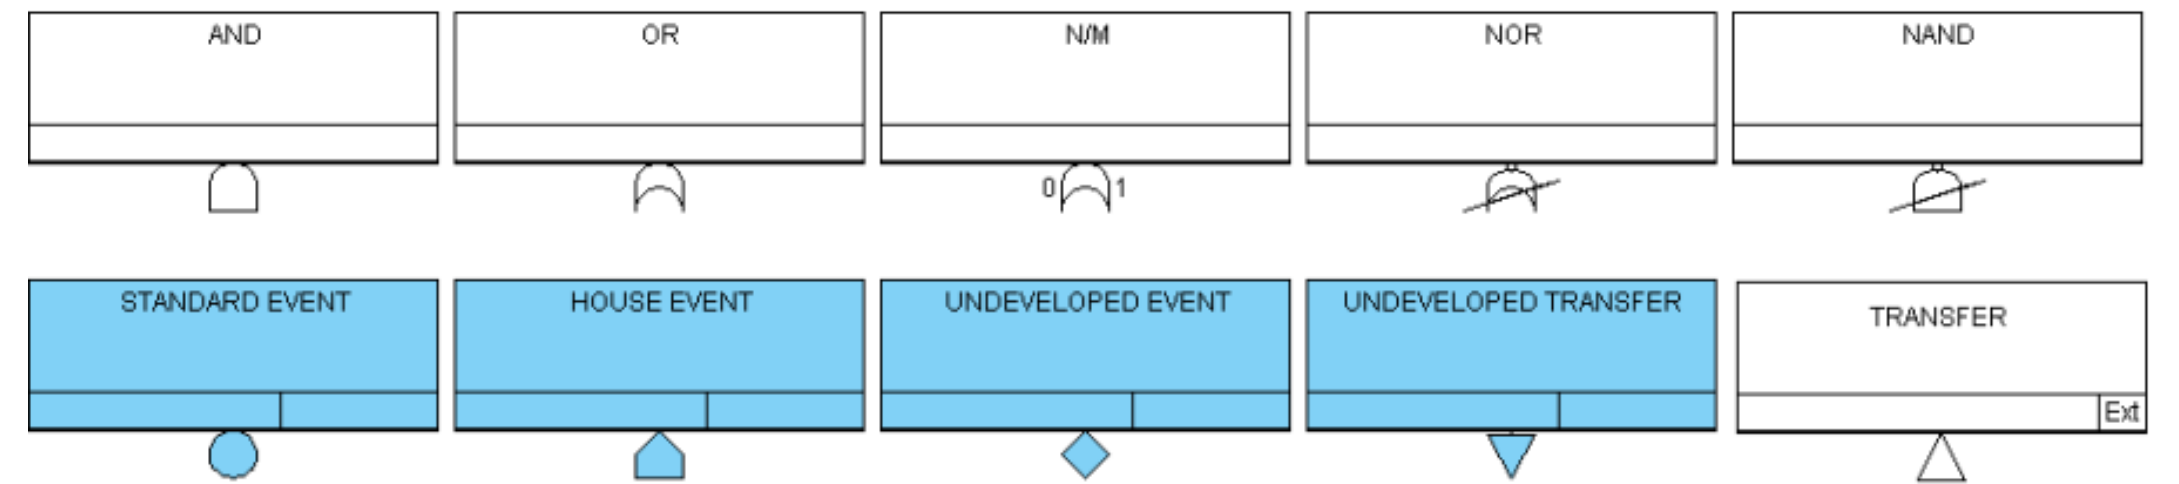 AND
OR
N/M
NOR
NAND
0
1
STANDARD EVENT
HOUSE EVENT
UNDEVELOPED EVENT
UNDEVELOPED TRANSFER
TRANSFER
Ext